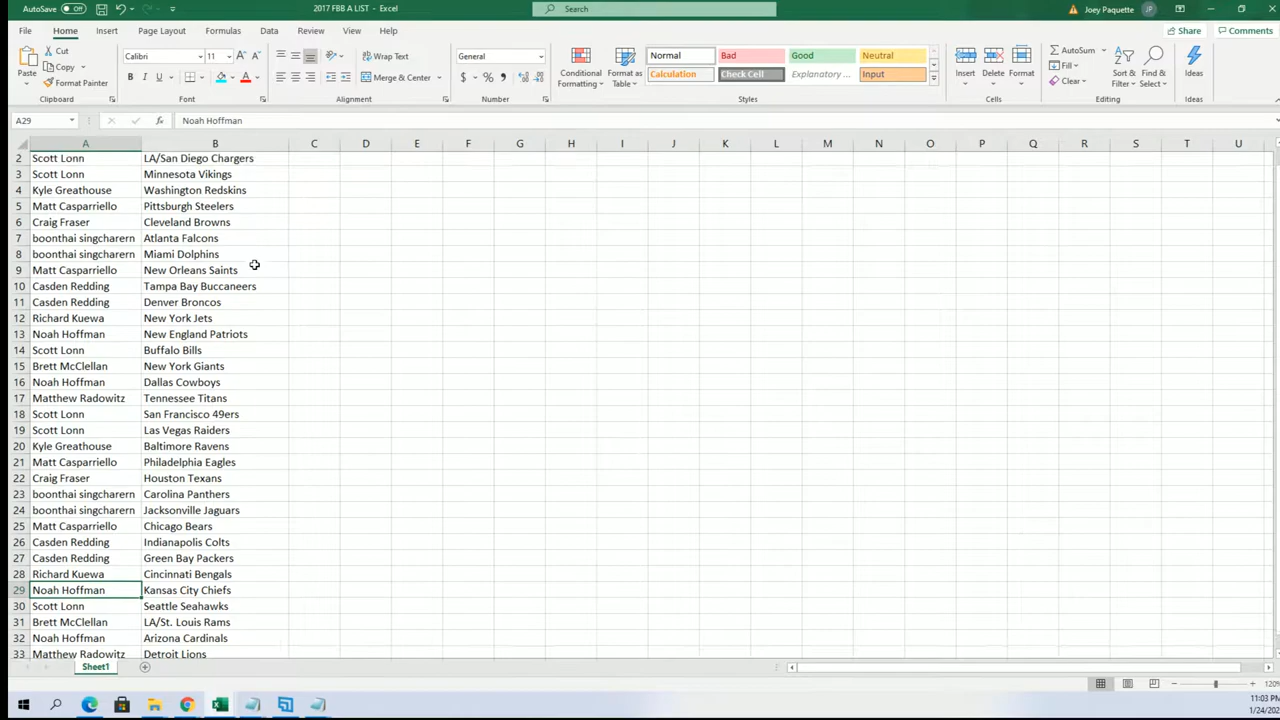 AutoSave Off 2017 FBB A LIST - Excel Search Joey Paquette JP
File Home Insert Page Layout Formulas Data Review View Help Share Comments
Paste Cut Copy Format Painter Clipboard
Calibri 11 A A B I U A Font
Wrap Text Merge & Center Alignment
General $ % , Number
Conditional Formatting Format as Table Normal Bad Good Neutral
Calculation Check Cell Explanatory ... Input
Styles
Insert Delete Format Cells
AutoSum Fill Clear Sort & Filter Find & Select Editing
Ideas Ideas
A29 fx Noah Hoffman
A B C D E F G H I J K L M N O P Q R S T U
2 Scott Lonn LA/San Diego Chargers
3 Scott Lonn Minnesota Vikings
4 Kyle Greathouse Washington Redskins
5 Matt Casparriello Pittsburgh Steelers
6 Craig Fraser Cleveland Browns
7 boonthai singcharern Atlanta Falcons
8 boonthai singcharern Miami Dolphins
9 Matt Casparriello New Orleans Saints
10 Casden Redding Tampa Bay Buccaneers
11 Casden Redding Denver Broncos
12 Richard Kuewa New York Jets
13 Noah Hoffman New England Patriots
14 Scott Lonn Buffalo Bills
15 Brett McClellan New York Giants
16 Noah Hoffman Dallas Cowboys
17 Matthew Radowitz Tennessee Titans
18 Scott Lonn San Francisco 49ers
19 Scott Lonn Las Vegas Raiders
20 Kyle Greathouse Baltimore Ravens
21 Matt Casparriello Philadelphia Eagles
22 Craig Fraser Houston Texans
23 boonthai singcharern Carolina Panthers
24 boonthai singcharern Jacksonville Jaguars
25 Matt Casparriello Chicago Bears
26 Casden Redding Indianapolis Colts
27 Casden Redding Green Bay Packers
28 Richard Kuewa Cincinnati Bengals
29 Noah Hoffman Kansas City Chiefs
30 Scott Lonn Seattle Seahawks
31 Brett McClellan LA/St. Louis Rams
32 Noah Hoffman Arizona Cardinals
33 Matthew Radowitz Detroit Lions
Sheet1
11:03 PM